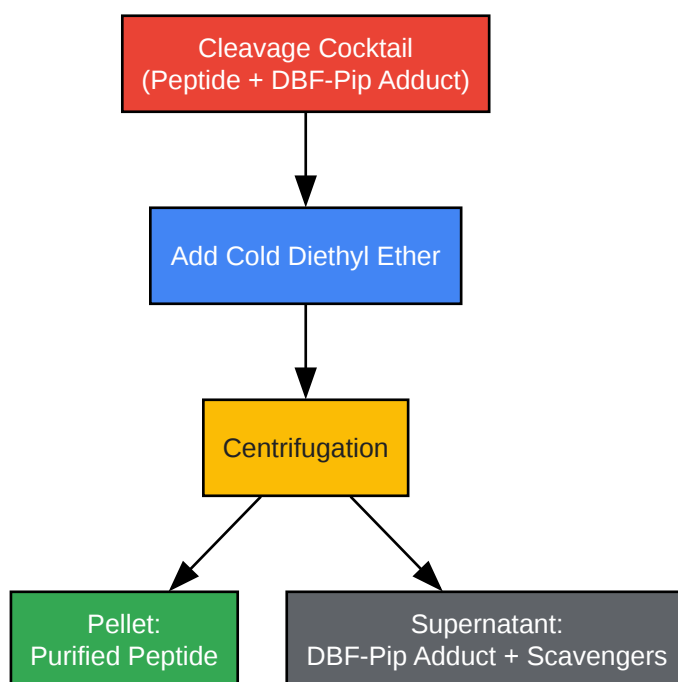 Cleavage Cocktail
(Peptide + DBF-Pip Adduct)
Add Cold Diethyl Ether
Centrifugation
Pellet:
Purified Peptide
Supernatant:
DBF-Pip Adduct + Scavengers